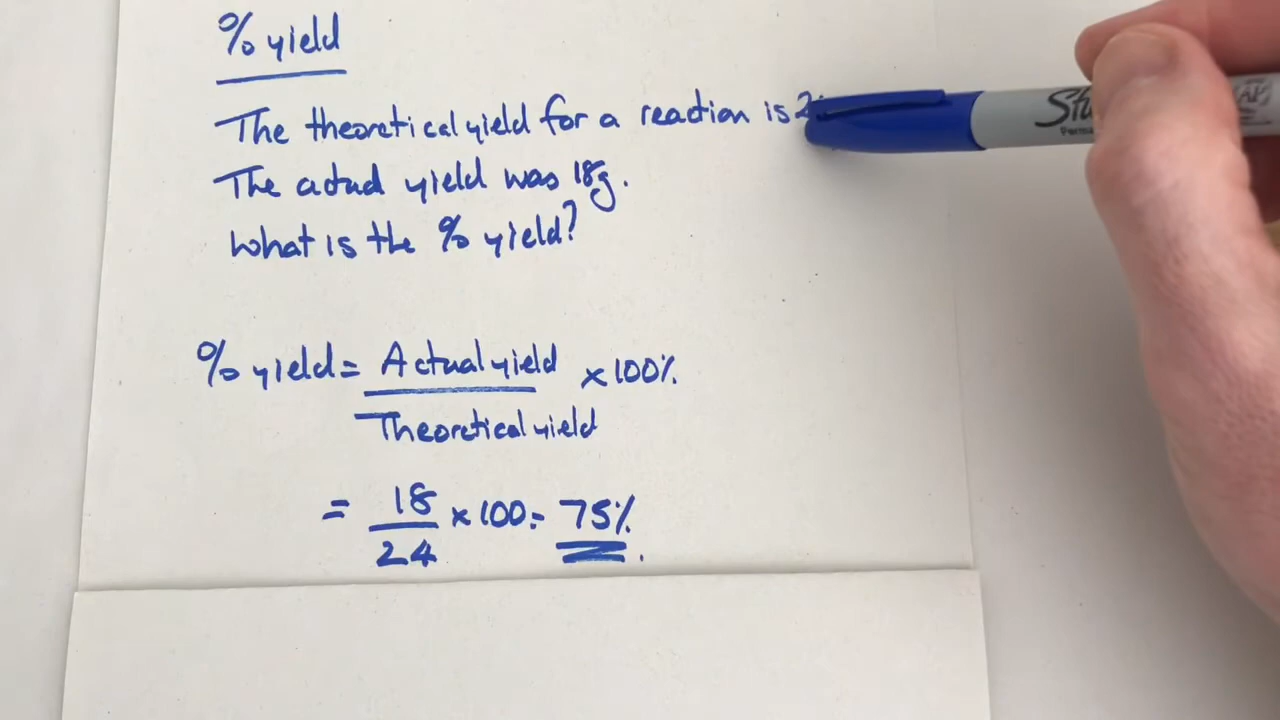 % yield
The theoretical yield for a reaction is
The actual yield was 18g.
What is the % yield?
% yield = Actual yield × 100%
Theoretical yield
= 18 × 100 = 75%
24